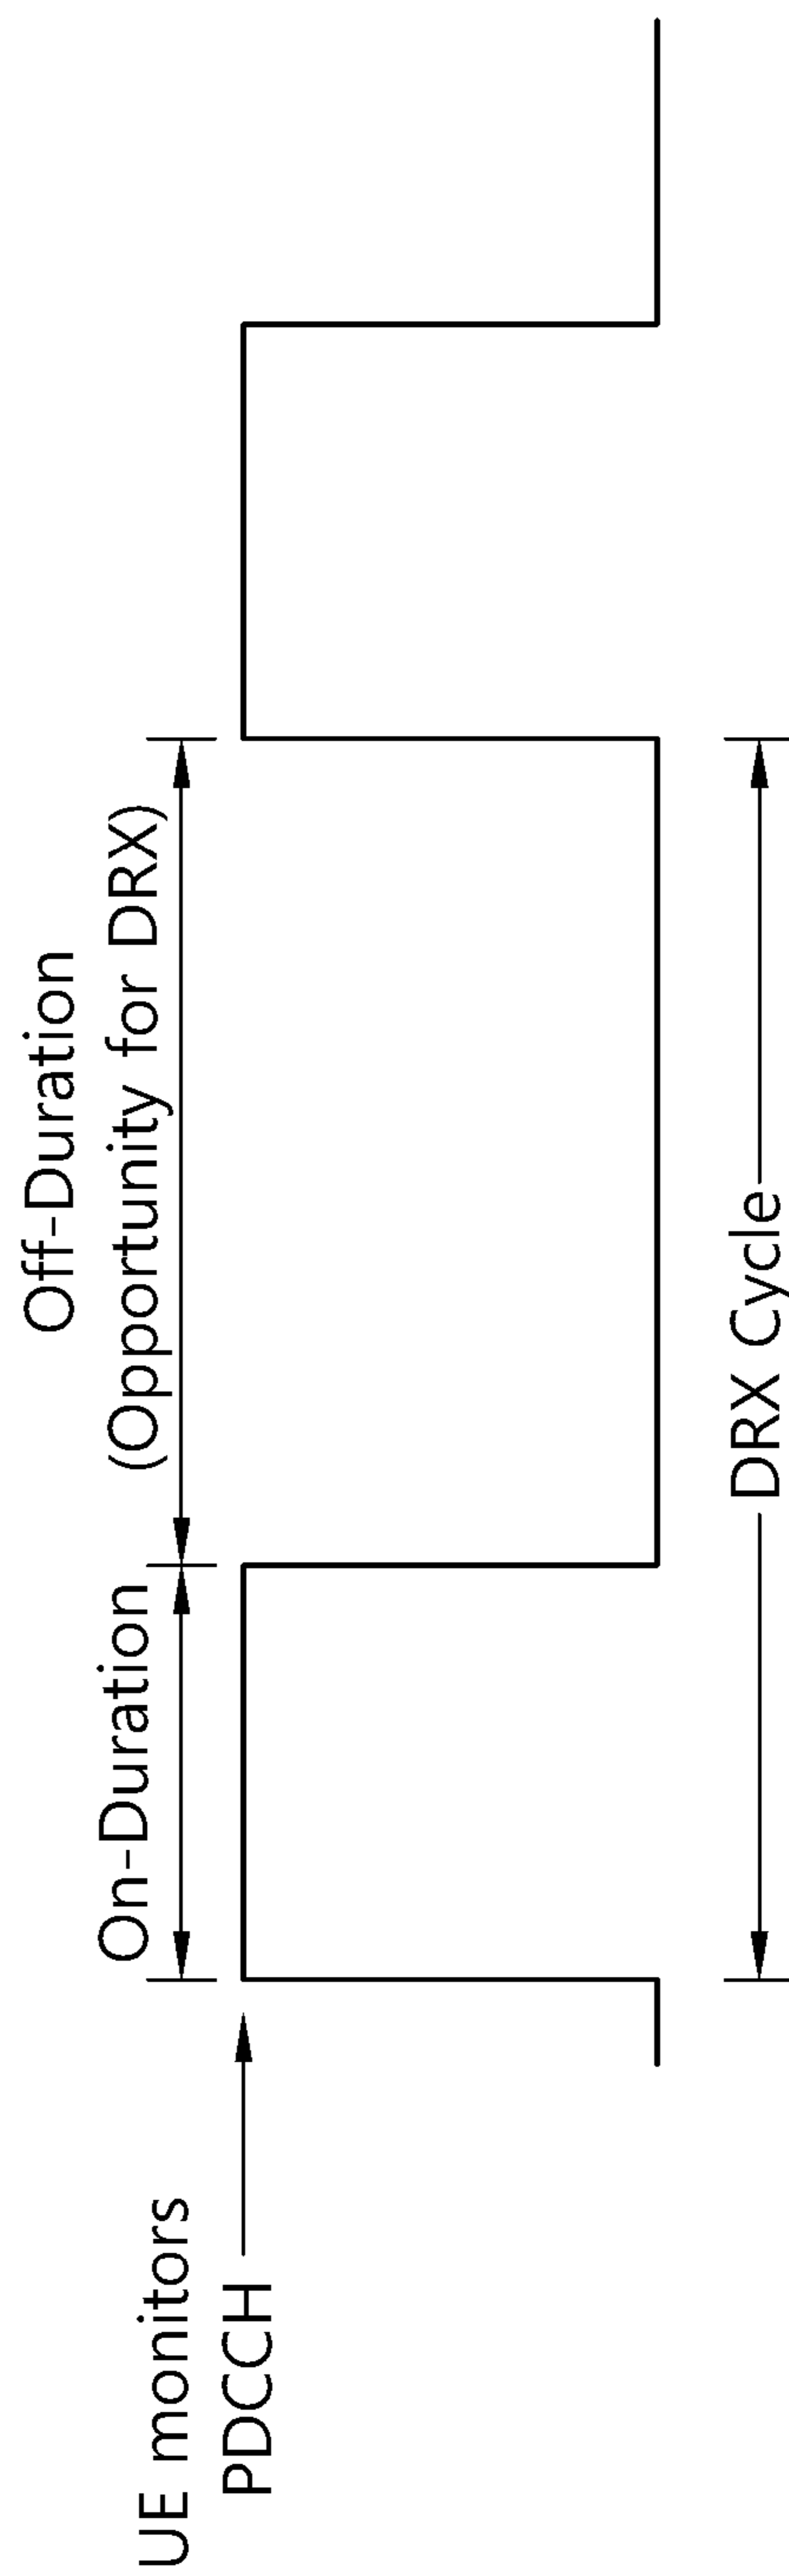 UE monitors
PDCCH
On-Duration
Off-Duration
(Opportunity for DRX)
DRX Cycle